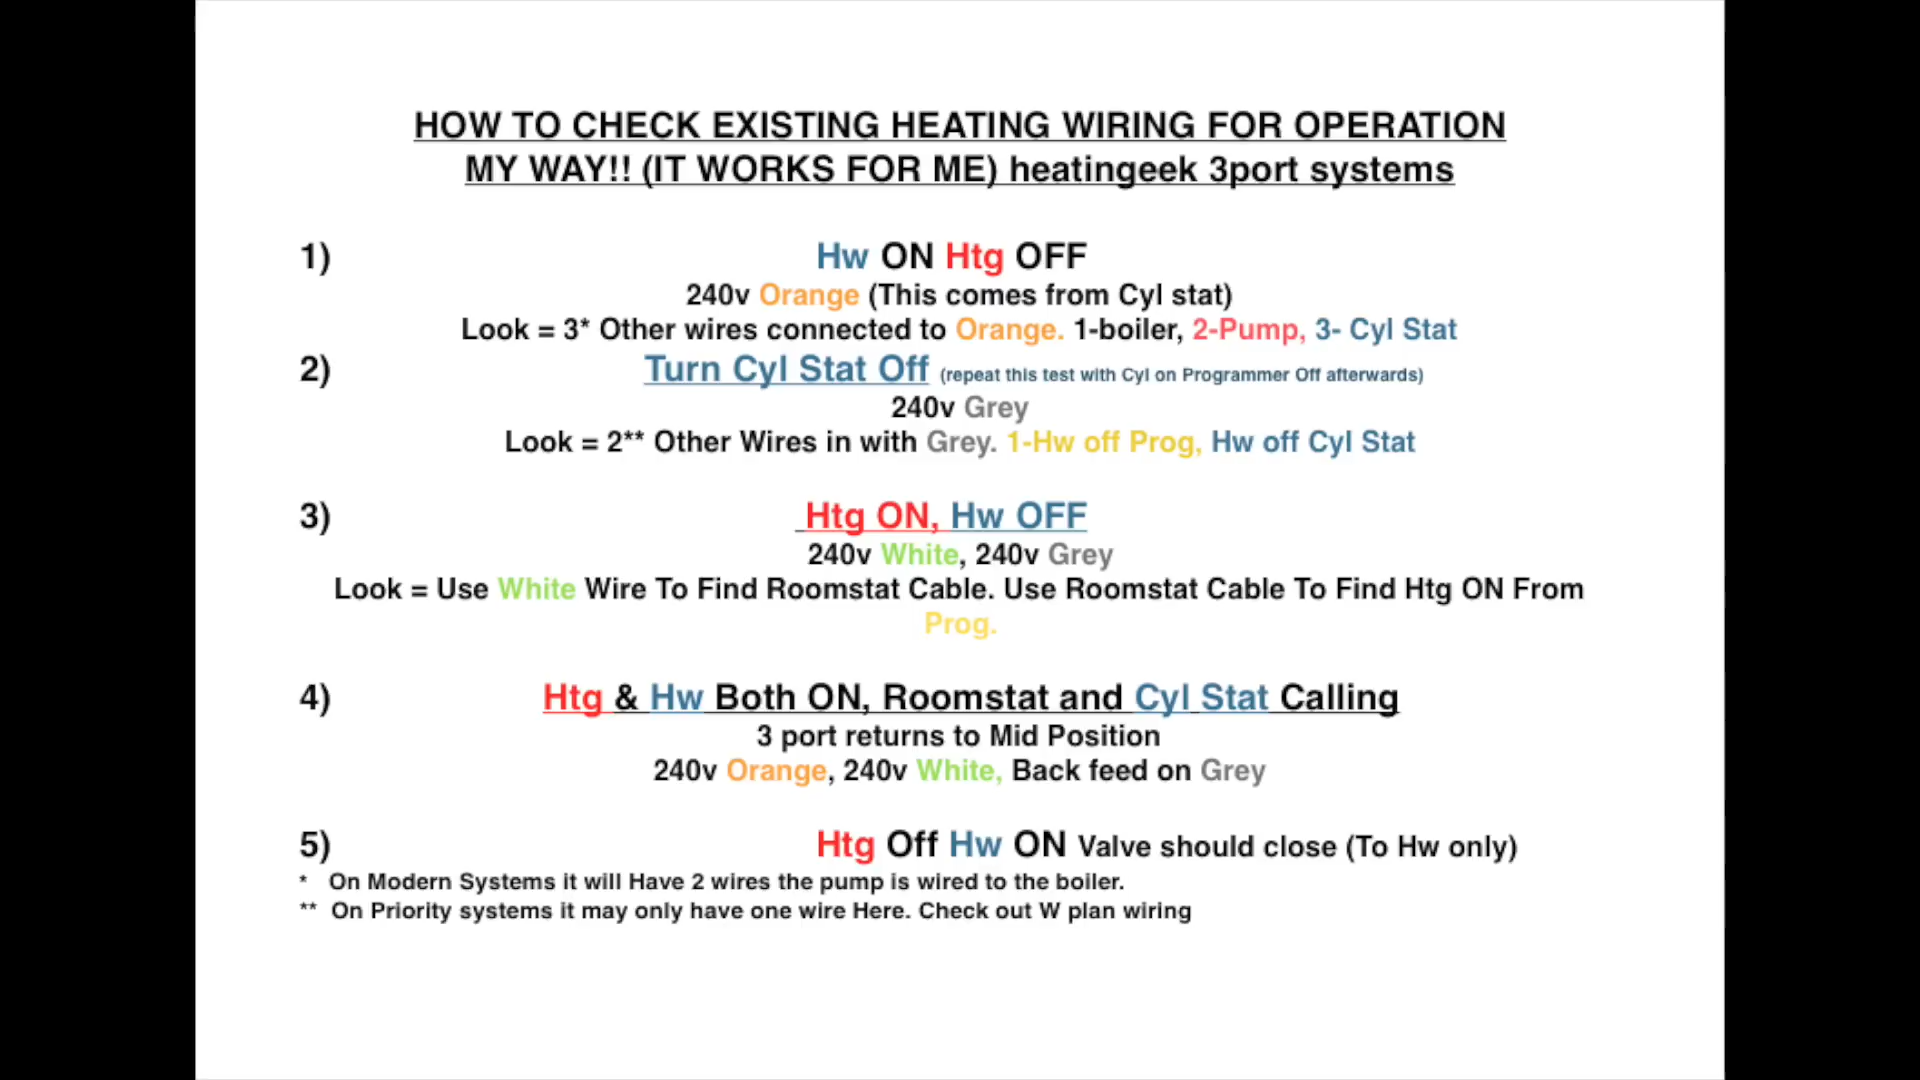 HOW TO CHECK EXISTING HEATING WIRING FOR OPERATION
MY WAY!! (IT WORKS FOR ME) heatingeek 3port systems
1) Hw ON Htg OFF
240v Orange (This comes from Cyl stat)
Look = 3* Other wires connected to Orange. 1-boiler, 2-Pump, 3- Cyl Stat
2) Turn Cyl Stat Off (repeat this test with Cyl on Programmer Off afterwards)
240v Grey
Look = 2** Other Wires in with Grey. 1-Hw off Prog, Hw off Cyl Stat
3) Htg ON, Hw OFF
240v White, 240v Grey
Look = Use White Wire To Find Roomstat Cable. Use Roomstat Cable To Find Htg ON From
Prog.
4) Htg & Hw Both ON, Roomstat and Cyl Stat Calling
3 port returns to Mid Position
240v Orange, 240v White, Back feed on Grey
5) Htg Off Hw ON Valve should close (To Hw only)
* On Modern Systems it will Have 2 wires the pump is wired to the boiler.
** On Priority systems it may only have one wire Here. Check out W plan wiring